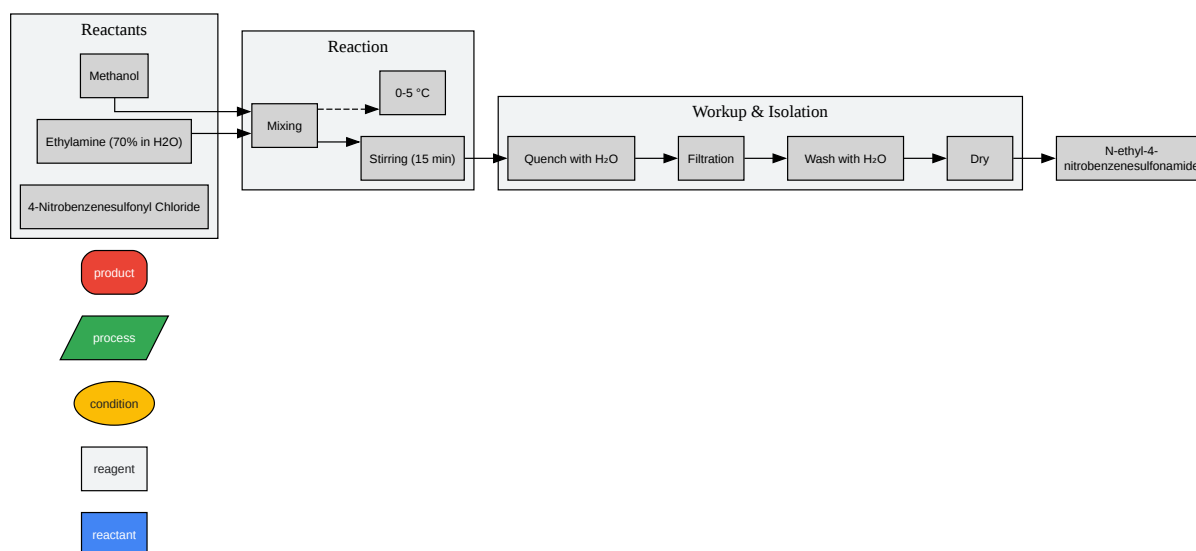 Reactants
Methanol
Ethylamine (70% in H2O)
4-Nitrobenzenesulfonyl Chloride
Reaction
Mixing
0-5 °C
Stirring (15 min)
Workup & Isolation
Quench with H₂O
Filtration
Wash with H₂O
Dry
N-ethyl-4-
nitrobenzenesulfonamide
product
process
condition
reagent
reactant